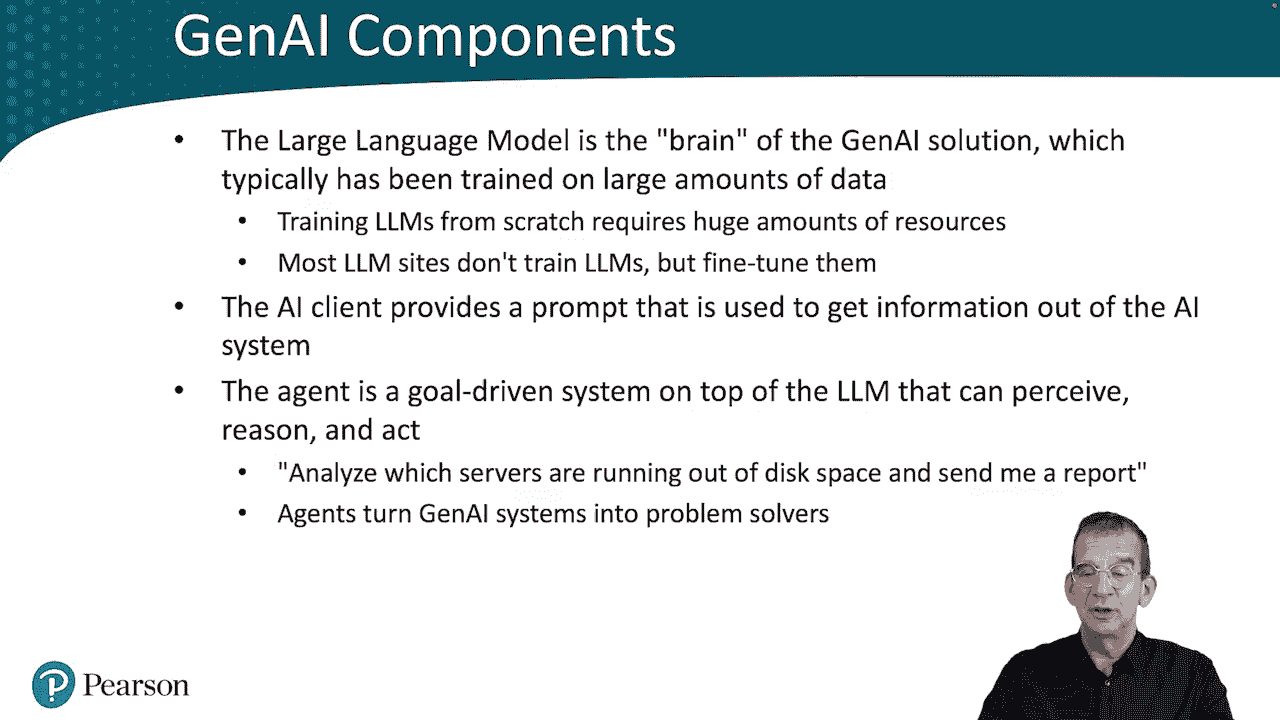 GenAI Components
• The Large Language Model is the "brain" of the GenAI solution, which
typically has been trained on large amounts of data
• Training LLMs from scratch requires huge amounts of resources
• Most LLM sites don't train LLMs, but fine-tune them
• The AI client provides a prompt that is used to get information out of the AI
system
• The agent is a goal-driven system on top of the LLM that can perceive,
reason, and act
• "Analyze which servers are running out of disk space and send me a report"
• Agents turn GenAI systems into problem solvers
Pearson